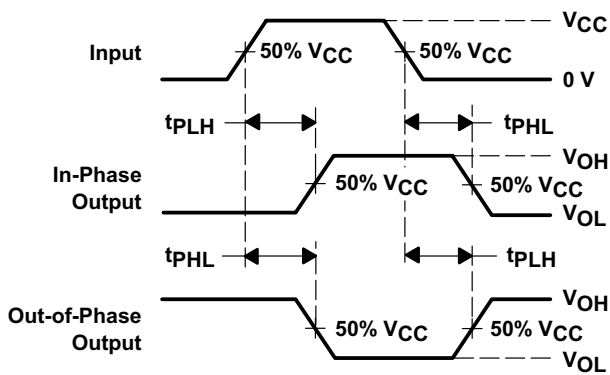 VCC
Input
50% VCC
50% VCC
0 V
tPLH
tPHL
VOH
In-Phase
Output
50% VCC
50% VCC
VOL
tPHL
tPLH
VOH
Out-of-Phase
Output
50% VCC
50% VCC
VOL